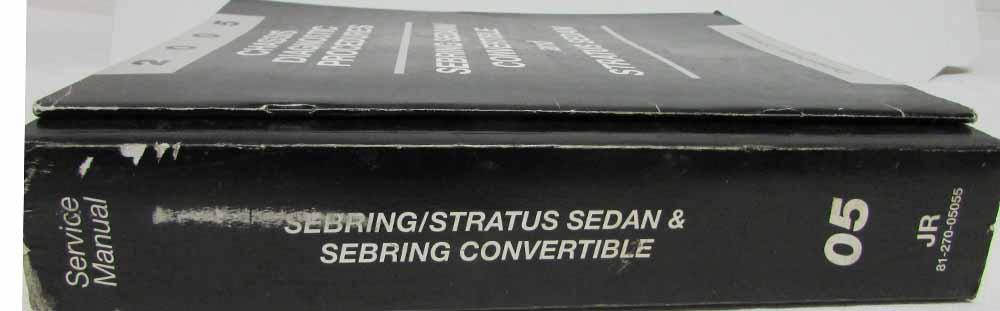 2005
CHASSIS
DIAGNOSTIC
PROCEDURES
SEBRING SEDAN
CONVERTIBLE
and
STRATUS SEDAN
Service
Manual
SEBRING/STRATUS SEDAN &
SEBRING CONVERTIBLE
05
JR
81-270-05055